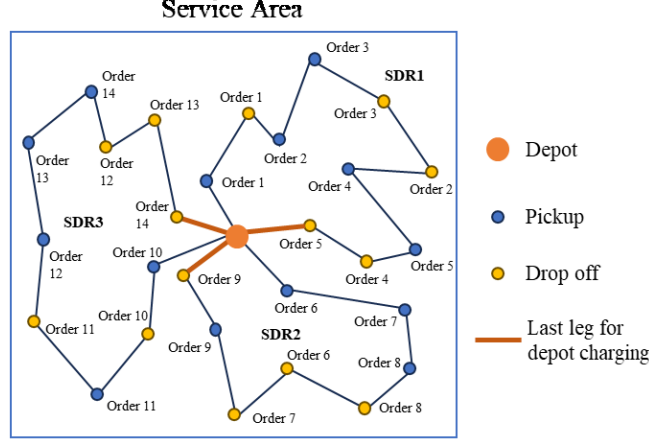 Service Area
Order 3
Order
14
SDR1
Order 1
Order 13
Order 3
Order 2
Order
12
Order
13
Order 4
Order 2
Order 1
Order
14
SDR3
Order 5
Order 10
Order
12
Order 5
Order 9
Order 4
Order 6
Order 7
Order 10
Order 11
SDR2
Order 9
Order 6
Order 8
Order 11
Order 7
Order 8
Depot
Pickup
Drop off
Last leg for
depot charging